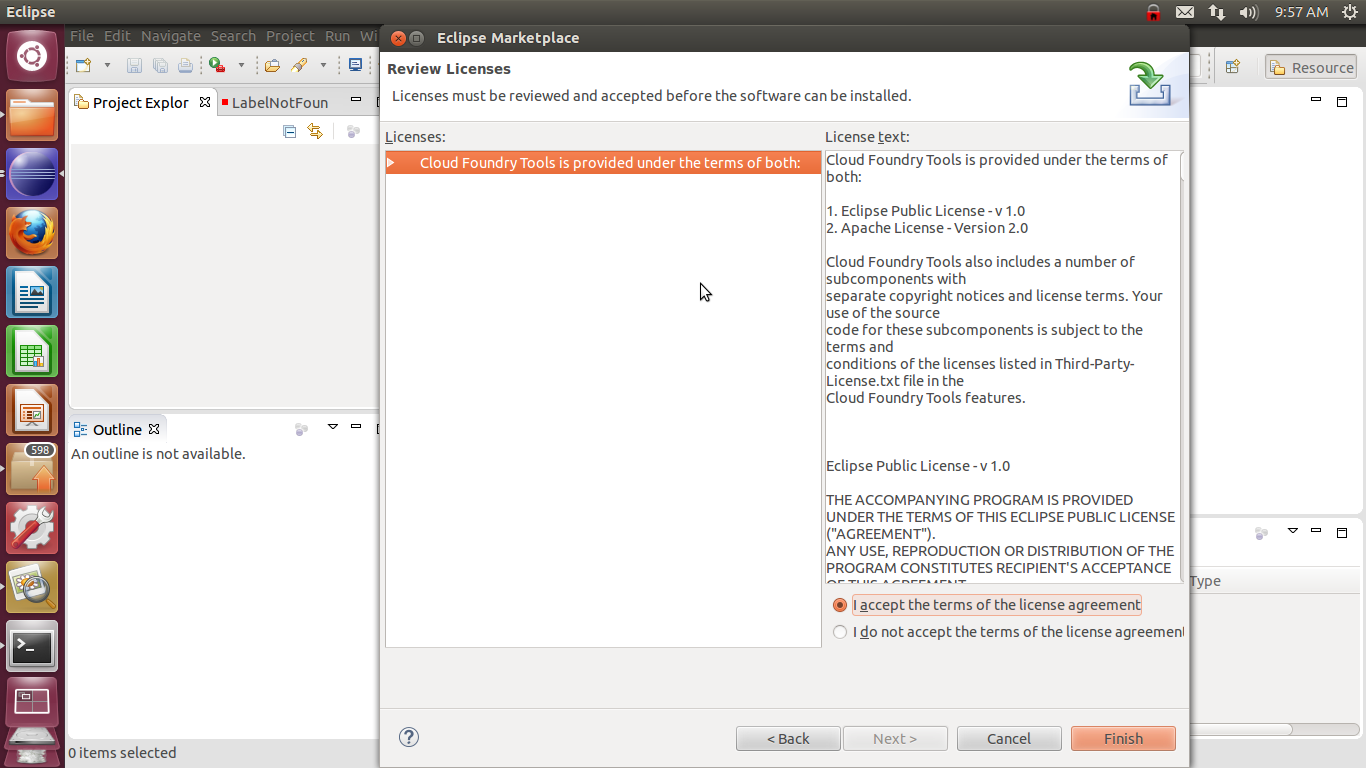 Eclipse
9:57 AM
File Edit Navigate Search Project Run Wi
Eclipse Marketplace
Resource
Project Explor
LabelNotFoun
Review Licenses
Licenses must be reviewed and accepted before the software can be installed.
Licenses:
Cloud Foundry Tools is provided under the terms of both:
License text:
Cloud Foundry Tools is provided under the terms of
both:
1. Eclipse Public License - v 1.0
2. Apache License - Version 2.0
Cloud Foundry Tools also includes a number of
subcomponents with
separate copyright notices and license terms. Your
use of the source
code for these subcomponents is subject to the
terms and
conditions of the licenses listed in Third-Party-
License.txt file in the
Cloud Foundry Tools features.
Eclipse Public License - v 1.0
THE ACCOMPANYING PROGRAM IS PROVIDED
UNDER THE TERMS OF THIS ECLIPSE PUBLIC LICENSE
("AGREEMENT").
ANY USE, REPRODUCTION OR DISTRIBUTION OF THE
PROGRAM CONSTITUTES RECIPIENT'S ACCEPTANCE
OF THIS AGREEMENT
I accept the terms of the license agreement
I do not accept the terms of the license agreement
Outline
An outline is not available.
598
Type
0 items selected
< Back
Next >
Cancel
Finish